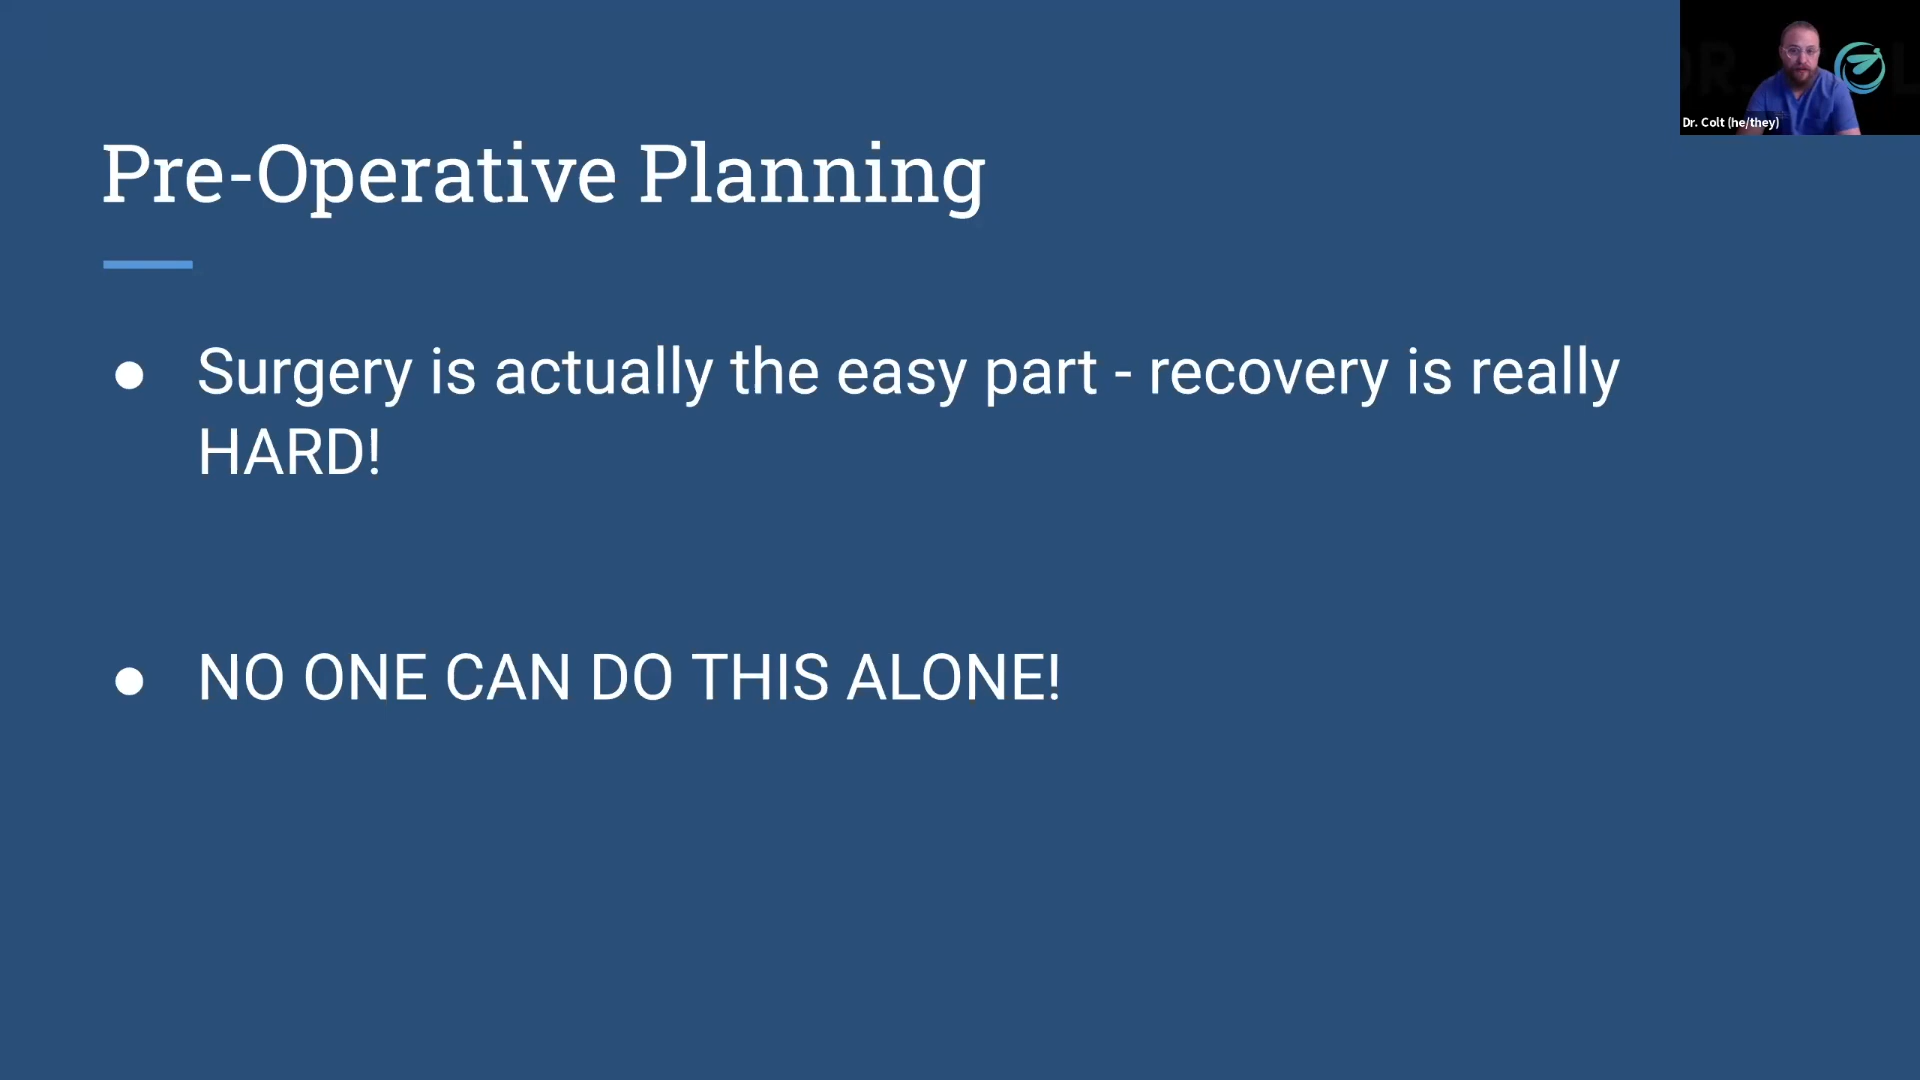 Pre-Operative Planning
● Surgery is actually the easy part - recovery is really
HARD!
● NO ONE CAN DO THIS ALONE!
Dr. Colt (he/they)